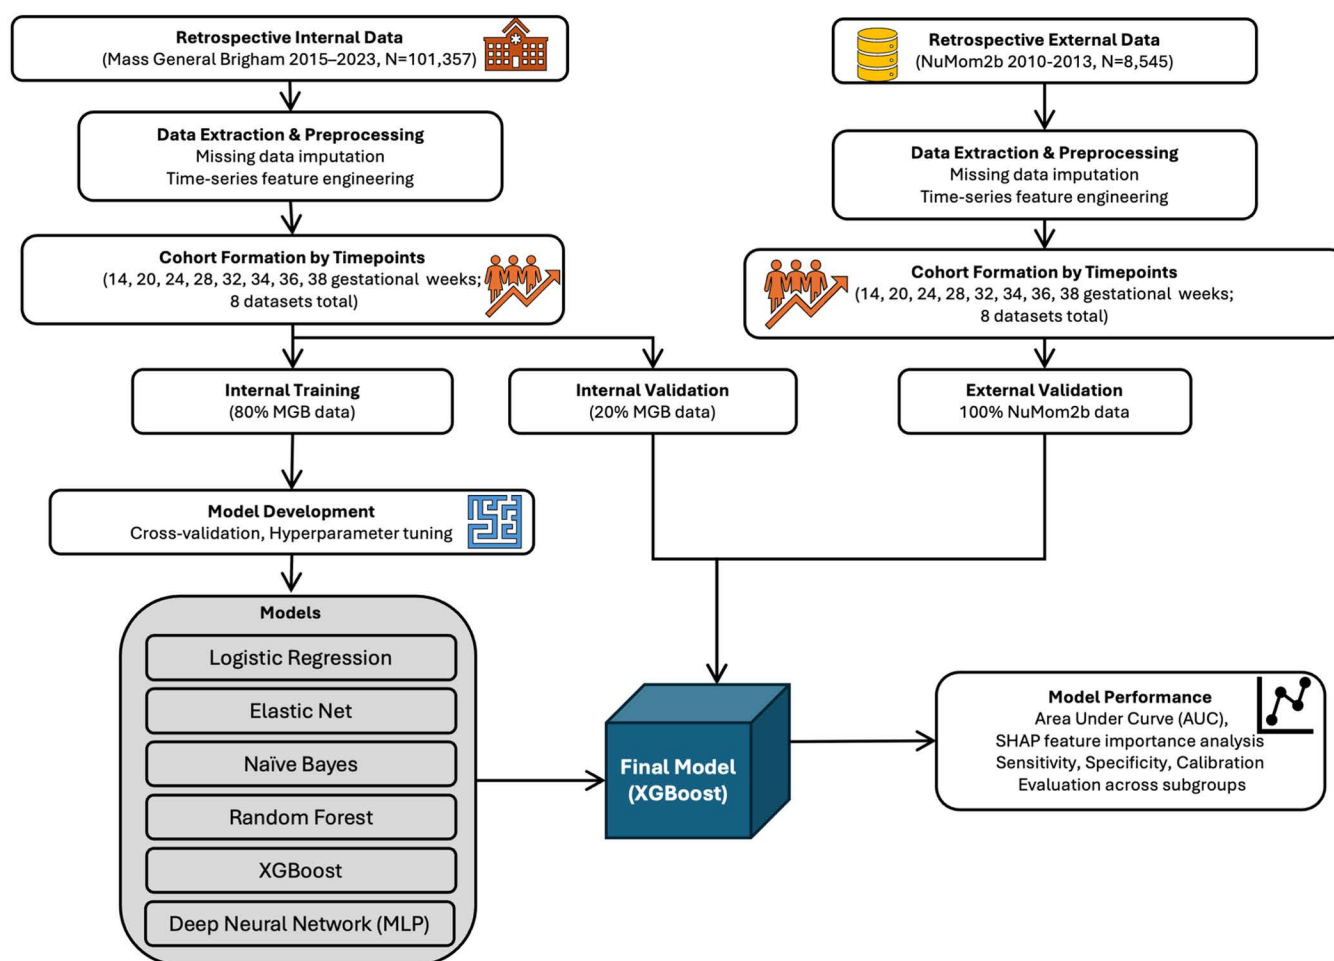 Retrospective Internal Data
(Mass General Brigham 2015–2023, N=101,357)
Data Extraction & Preprocessing
Missing data imputation
Time-series feature engineering
Cohort Formation by Timepoints
(14, 20, 24, 28, 32, 34, 36, 38 gestational weeks;
8 datasets total)
Retrospective External Data
(NuMom2b 2010-2013, N=8,545)
Data Extraction & Preprocessing
Missing data imputation
Time-series feature engineering
Cohort Formation by Timepoints
(14, 20, 24, 28, 32, 34, 36, 38 gestational weeks;
8 datasets total)
Internal Training
(80% MGB data)
Internal Validation
(20% MGB data)
External Validation
100% NuMom2b data
Model Development
Cross-validation, Hyperparameter tuning
Models
Logistic Regression
Elastic Net
Naïve Bayes
Random Forest
XGBoost
Deep Neural Network (MLP)
Final Model
(XGBoost)
Model Performance
Area Under Curve (AUC),
SHAP feature importance analysis
Sensitivity, Specificity, Calibration
Evaluation across subgroups